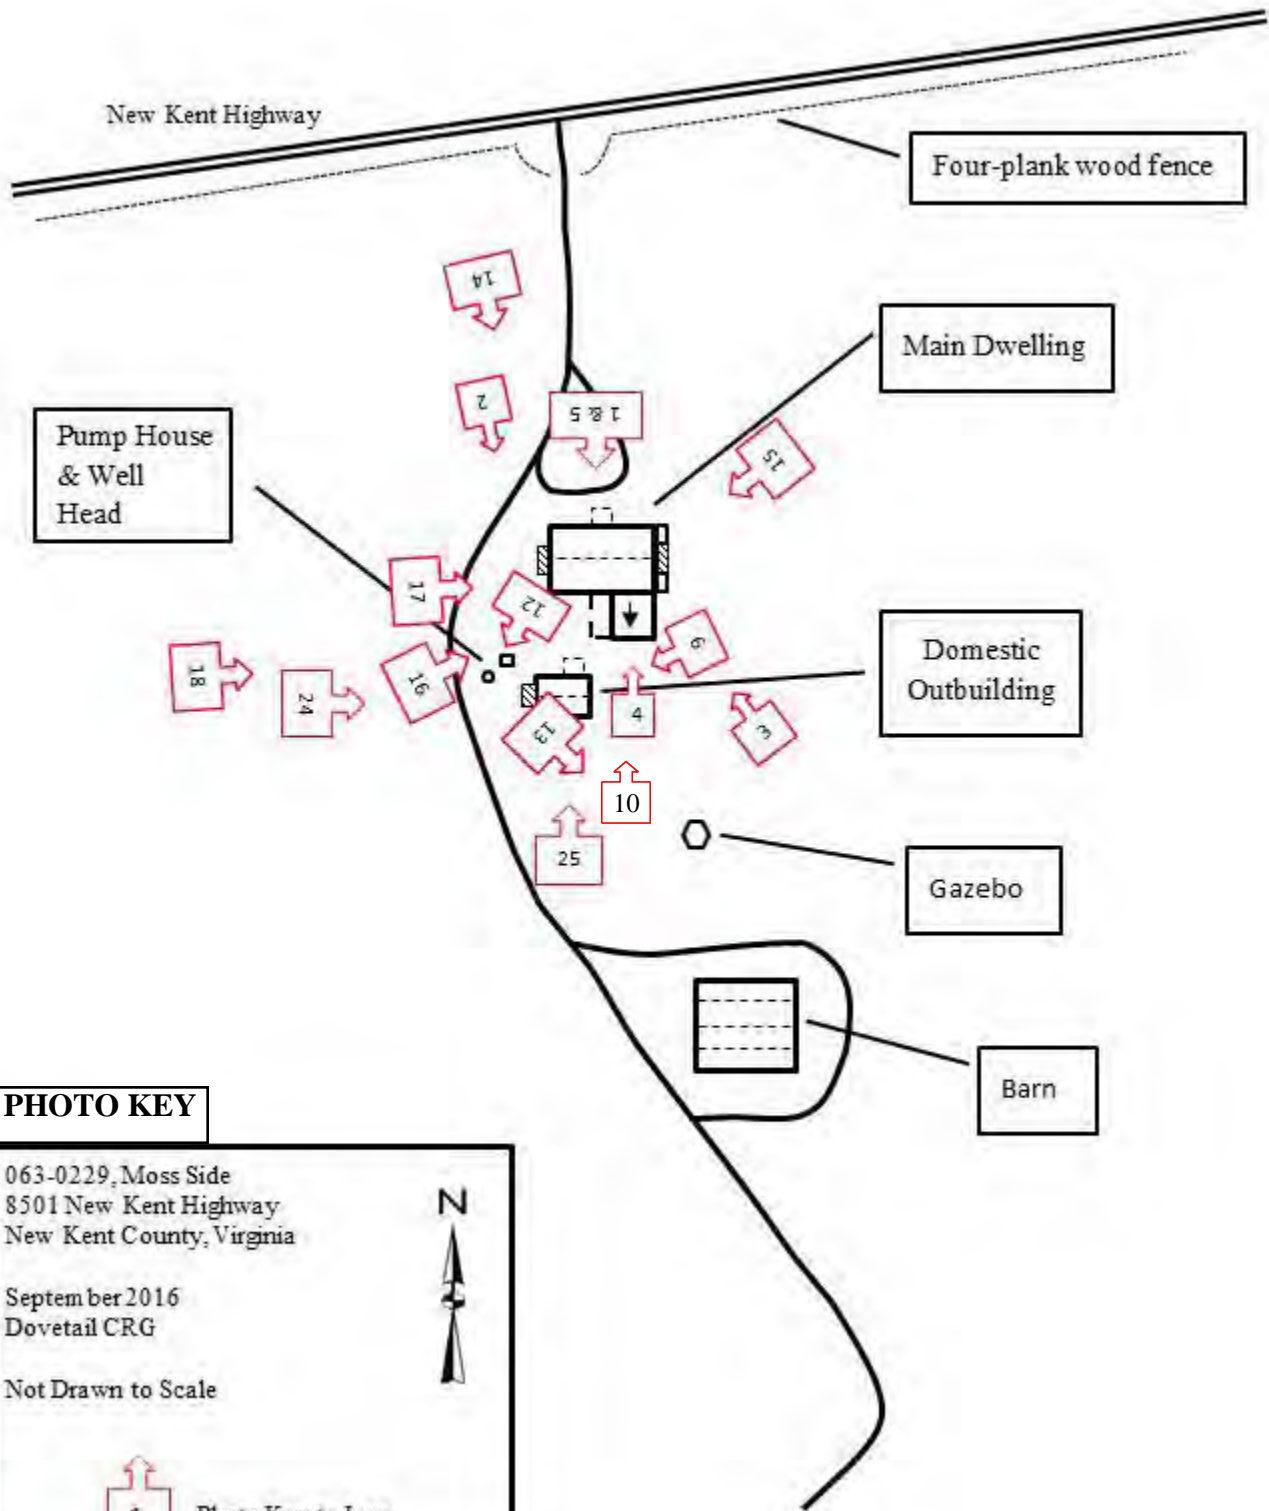 New Kent Highway
Four-plank wood fence
14
Main Dwelling
2
1 & 5
Pump House
& Well
Head
15
17
12
Domestic
Outbuilding
6
18
24
16
4
3
13
10
25
Gazebo
Barn
PHOTO KEY
063-0229, Moss Side
8501 New Kent Highway
New Kent County, Virginia
N
September 2016
Dovetail CRG
Not Drawn to Scale